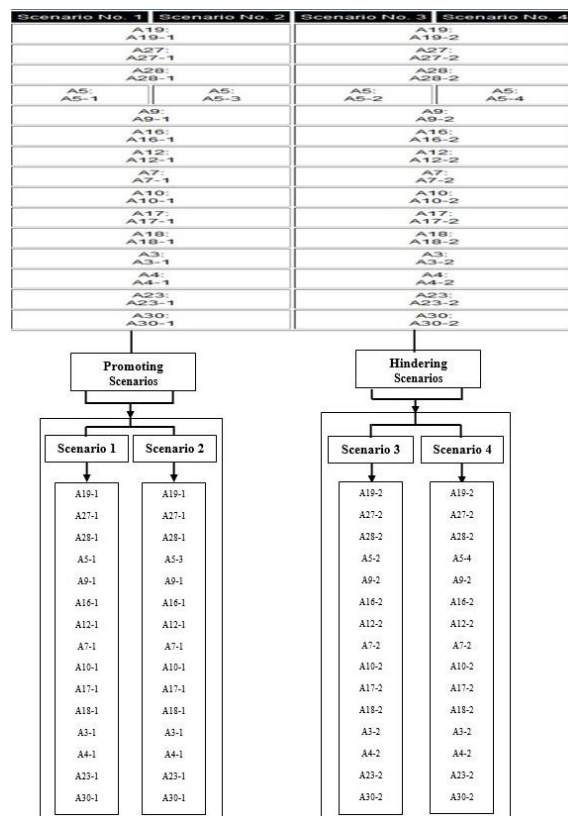 Scenario No. 1 Scenario No. 2 Scenario No. 3 Scenario No. 4
A19: A19:
A19-1 A19-2
A27: A27:
A27-1 A27-2
A28: A28:
A28-1 A28-2
A5: A5: A5: A5:
A5-1 A5-3 A5-2 A5-4
A9: A9:
A9-1 A9-2
A16: A16:
A16-1 A16-2
A12: A12:
A12-1 A12-2
A7: A7:
A7-1 A7-2
A10: A10:
A10-1 A10-2
A17: A17:
A17-1 A17-2
A18: A18:
A18-1 A18-2
A3: A3:
A3-1 A3-2
A4: A4:
A4-1 A4-2
A23: A23:
A23-1 A23-2
A30: A30:
A30-1 A30-2
Promoting
Scenarios
Hindering
Scenarios
Scenario 1 Scenario 2 Scenario 3 Scenario 4
A19-1 A19-1 A19-2 A19-2
A27-1 A27-1 A27-2 A27-2
A28-1 A28-1 A28-2 A28-2
A5-1 A5-3 A5-2 A5-4
A9-1 A9-1 A9-2 A9-2
A16-1 A16-1 A16-2 A16-2
A12-1 A12-1 A12-2 A12-2
A7-1 A7-1 A7-2 A7-2
A10-1 A10-1 A10-2 A10-2
A17-1 A17-1 A17-2 A17-2
A18-1 A18-1 A18-2 A18-2
A3-1 A3-1 A3-2 A3-2
A4-1 A4-1 A4-2 A4-2
A23-1 A23-1 A23-2 A23-2
A30-1 A30-1 A30-2 A30-2